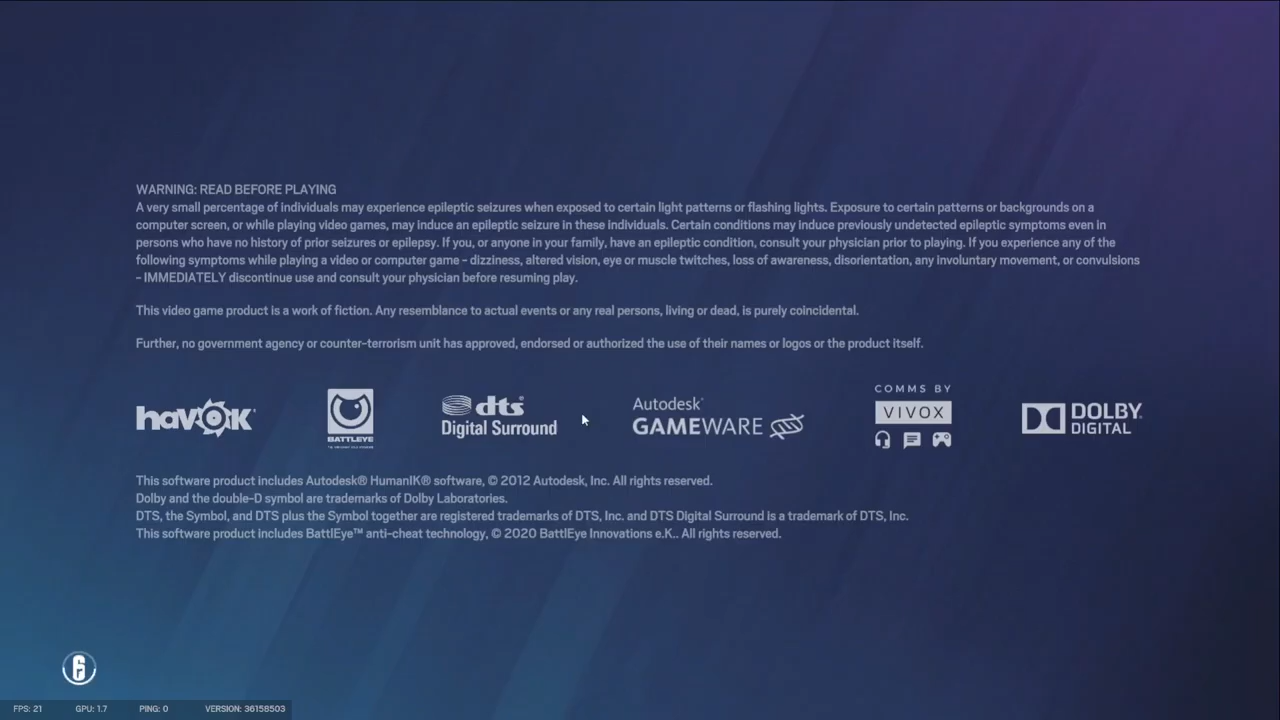 WARNING: READ BEFORE PLAYING
A very small percentage of individuals may experience epileptic seizures when exposed to certain light patterns or flashing lights. Exposure to certain patterns or backgrounds on a
computer screen, or while playing video games, may induce an epileptic seizure in these individuals. Certain conditions may induce previously undetected epileptic symptoms even in
persons who have no history of prior seizures or epilepsy. If you, or anyone in your family, have an epileptic condition, consult your physician prior to playing. If you experience any of the
following symptoms while playing a video or computer game - dizziness, altered vision, eye or muscle twitches, loss of awareness, disorientation, any involuntary movement, or convulsions
- IMMEDIATELY discontinue use and consult your physician before resuming play.
This video game product is a work of fiction. Any resemblance to actual events or any real persons, living or dead, is purely coincidental.
Further, no government agency or counter-terrorism unit has approved, endorsed or authorized the use of their names or logos or the product itself.
havok
BATTLEYE
dts
Digital Surround
Autodesk®
GAMEWARE
COMMS BY
VIVOX
DOLBY
DIGITAL
This software product includes Autodesk® HumanIK® software, © 2012 Autodesk, Inc. All rights reserved.
Dolby and the double-D symbol are trademarks of Dolby Laboratories.
DTS, the Symbol, and DTS plus the Symbol together are registered trademarks of DTS, Inc. and DTS Digital Surround is a trademark of DTS, Inc.
This software product includes BattlEye™ anti-cheat technology, © 2020 BattlEye Innovations e.K.. All rights reserved.
6
FPS: 21 GPU: 1.7 PING: 0 VERSION: 36158503